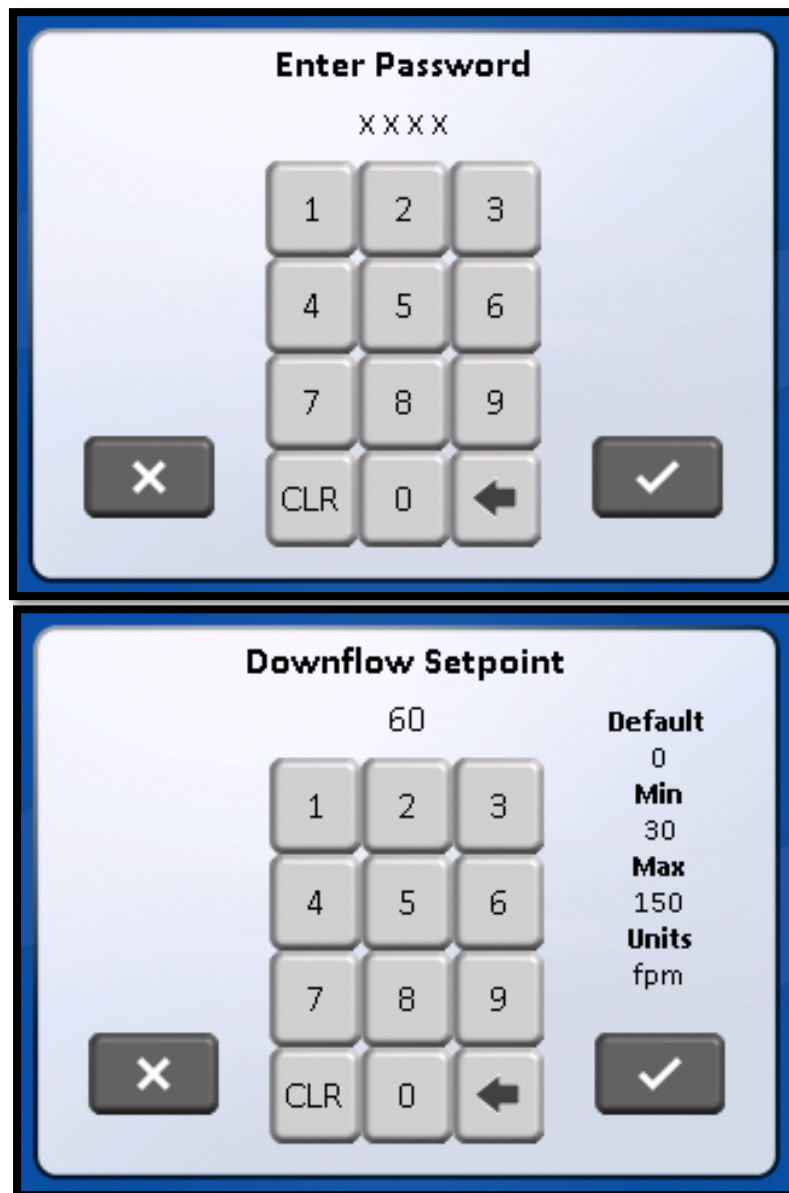 Enter Password
X X X X
1 2 3
4 5 6
7 8 9
CLR 0
Downflow Setpoint
60
Default
0
Min
30
Max
150
Units
fpm
1 2 3
4 5 6
7 8 9
CLR 0